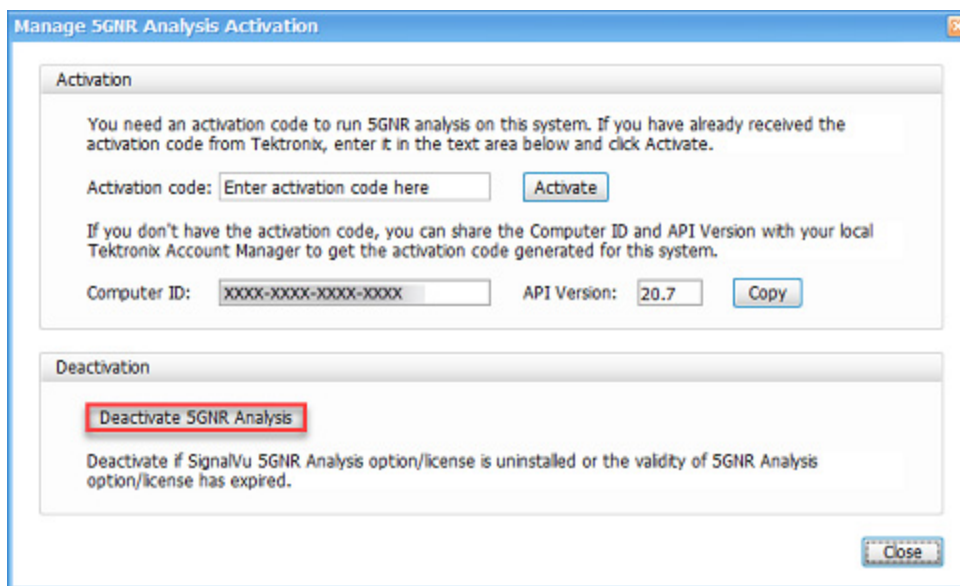 Manage 5GNR Analysis Activation
Activation
You need an activation code to run 5GNR analysis on this system. If you have already received the
activation code from Tektronix, enter it in the text area below and click Activate.
Activation code: Enter activation code here Activate
If you don't have the activation code, you can share the Computer ID and API Version with your local
Tektronix Account Manager to get the activation code generated for this system.
Computer ID: XXXX-XXXX-XXXX-XXXX API Version: 20.7 Copy
Deactivation
Deactivate 5GNR Analysis
Deactivate if SignalVu 5GNR Analysis option/license is uninstalled or the validity of 5GNR Analysis
option/license has expired.
Close